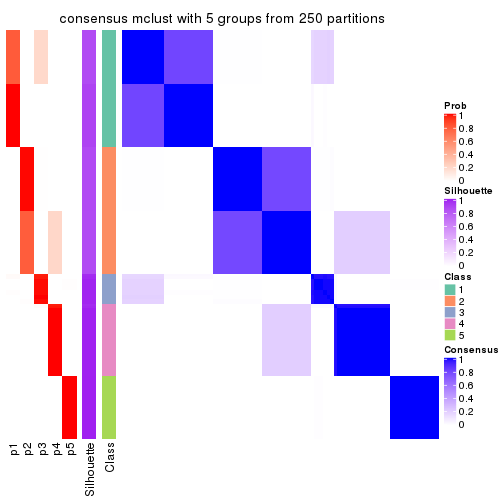 consensus mclust with 5 groups from 250 partitions
Prob
1
0.8
0.6
0.4
0.2
0
Silhouette
1
0.8
0.6
0.4
0.2
0
Class
1
2
3
4
5
Consensus
1
0.8
0.6
0.4
0.2
0
p1
p2
p3
p4
p5
Silhouette
Class